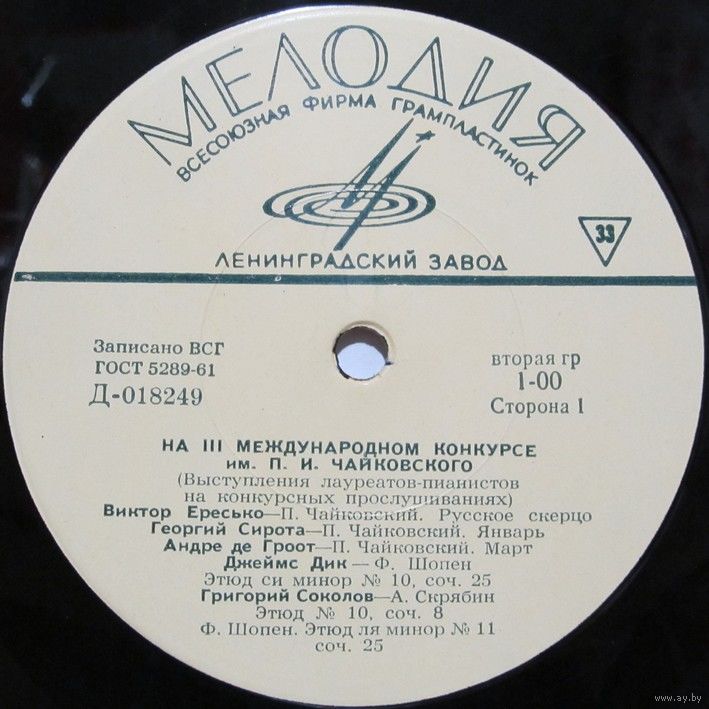 МЕЛОДИЯ
ВСЕСОЮЗНАЯ ФИРМА ГРАМПЛАСТИНОК
ЛЕНИНГРАДСКИЙ ЗАВОД
33
Записано ВСГ
ГОСТ 5289-61
Д-018249
вторая гр
1-00
Сторона 1
НА III МЕЖДУНАРОДНОМ КОНКУРСЕ
им. П. И. ЧАЙКОВСКОГО
(Выступления лауреатов-пианистов
на конкурсных прослушиваниях)
Виктор Ересько—П. Чайковский. Русское скерцо
Георгий Сирота—П. Чайковский. Январь
Андре де Гроот—П. Чайковский. Март
Джеймс Дик — Ф. Шопен
Этюд си минор № 10, соч. 25
Григорий Соколов—А. Скрябин
Этюд № 10, соч. 8
Ф. Шопен. Этюд ля минор № 11
соч. 25
www.ay.by